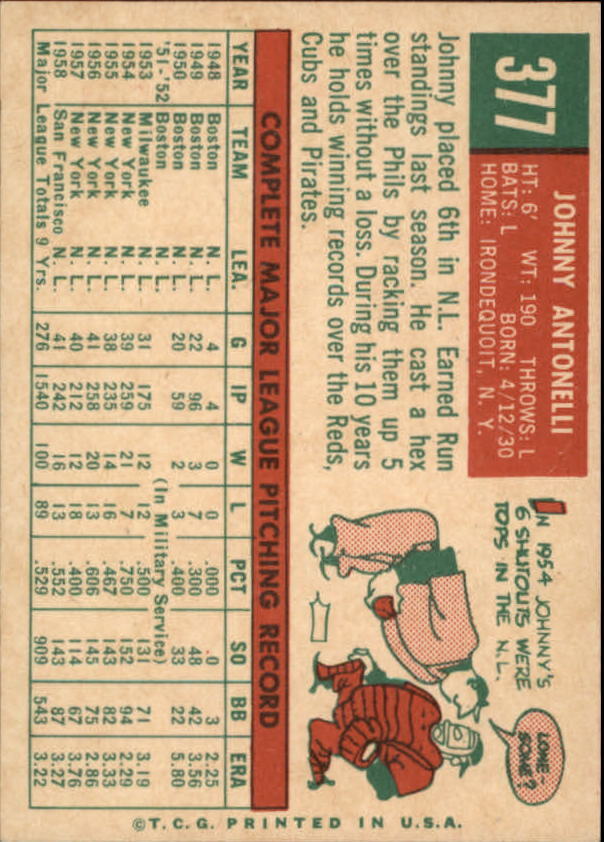 377
JOHNNY ANTONELLI
HT: 6' WT: 190 THROWS: L
BATS: L BORN: 4/12/30
HOME: IRONDEQUOIT, N. Y.
Johnny placed 6th in N.L. Earned Run
standings last season. He cast a hex
over the Phils by racking them up 5
times without a loss. During his 10 years
he holds winning records over the Reds,
Cubs and Pirates.
IN 1954 JOHNNY'S
6 SHUTOUTS WERE
TOPS IN THE N.L.
LONE-
SOME?
COMPLETE MAJOR LEAGUE PITCHING RECORD
YEAR TEAM LEA. G IP W L PCT SO BB ERA
1948 Boston N. L. 4 4 0 0 .000 0 3 2.25
1949 Boston N. L. 22 96 3 7 .300 48 42 3.56
1950 Boston N. L. 20 59 2 3 .400 33 22 5.80
'51-'52 Boston N. L. (In Military Service)
1953 Milwaukee N. L. 31 175 12 12 .500 131 71 3.19
1954 New York N. L. 39 259 21 7 .750 152 94 2.29
1955 New York N. L. 38 235 14 16 .467 143 82 3.33
1956 New York N. L. 41 258 20 13 .606 145 75 2.86
1957 New York N. L. 40 212 12 18 .400 114 67 3.76
1958 San Francisco N. L. 41 242 16 13 .552 143 87 3.27
Major League Totals 9 Yrs. 276 1540 100 89 .529 909 543 3.22
©T.C.G. PRINTED IN U.S.A.